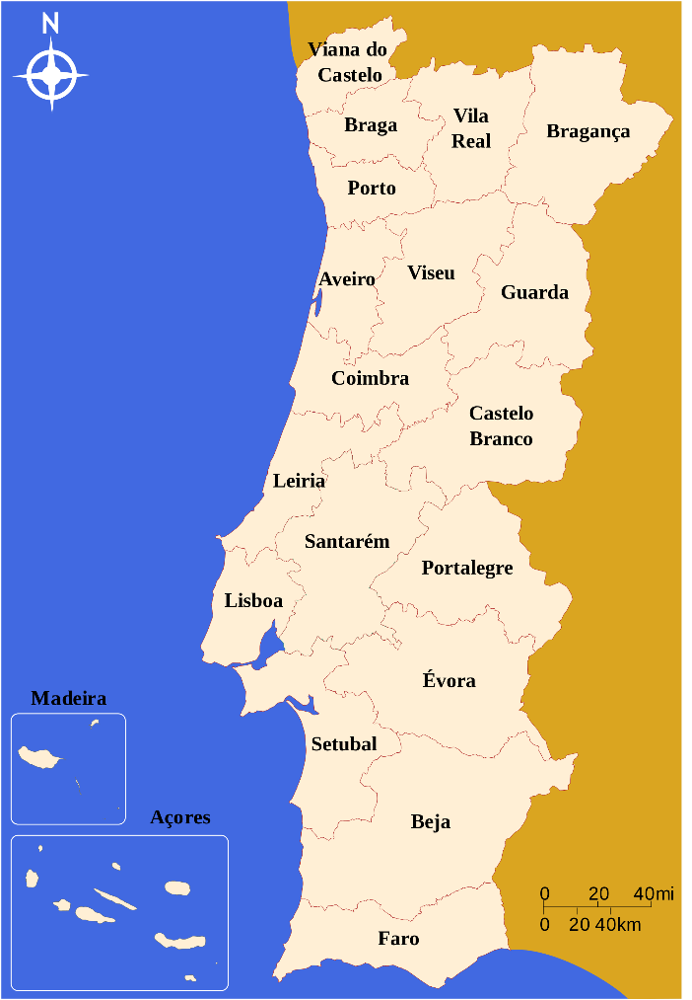 N
Viana do
Castelo
Braga
Vila
Real
Bragança
Porto
Aveiro
Viseu
Guarda
Coimbra
Castelo
Branco
Leiria
Santarém
Portalegre
Lisboa
Évora
Madeira
Setubal
Açores
Beja
0 20 40mi
0 20 40km
Faro